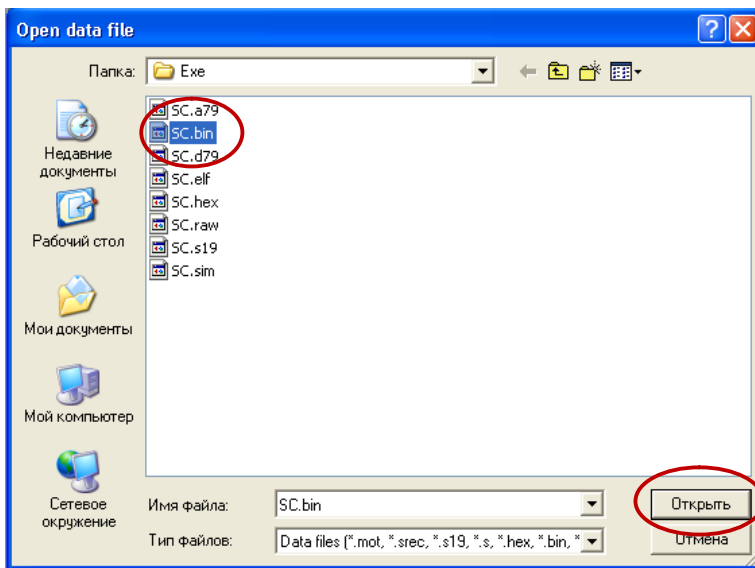 Open data file
Папка:
Exe
SC.a79
SC.bin
SC.d79
SC.elf
SC.hex
SC.raw
SC.s19
SC.sim
Недавние
документы
Рабочий стол
Мои документы
Мой компьютер
Сетевое
окружение
Имя файла:
SC.bin
Открыть
Тип файлов:
Data files (*.mot, *.srec, *.s19, *.s, *.hex, *.bin, *
Отмена